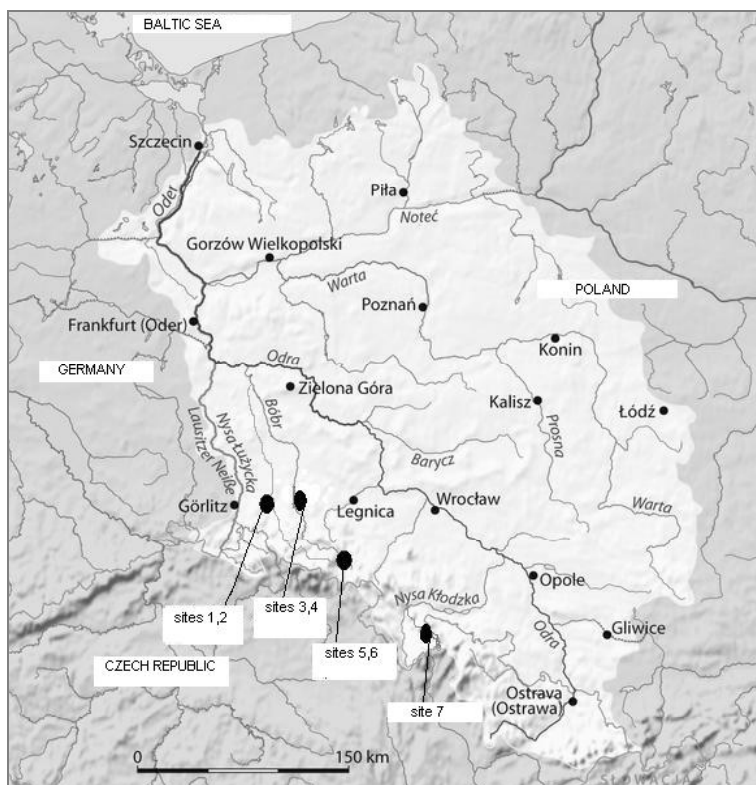 BALTIC SEA
Szczecin
Oder
Piła
Noteć
Gorzów Wielkopolski
Warta
Poznań
POLAND
Frankfurt (Oder)
Konin
Odra
GERMANY
Zielona Góra
Kalisz
Łódź
Bóbr
Nysa Łużycka
Lausitzer Neiße
Prosna
Barycz
Görlitz
Legnica
Wrocław
Warta
Opole
Nysa Kłodzka
sites 1,2
sites 3,4
sites 5,6
Odra
Gliwice
CZECH REPUBLIC
site 7
Ostrava
(Ostrawa)
0
150 km
SŁOWACJA